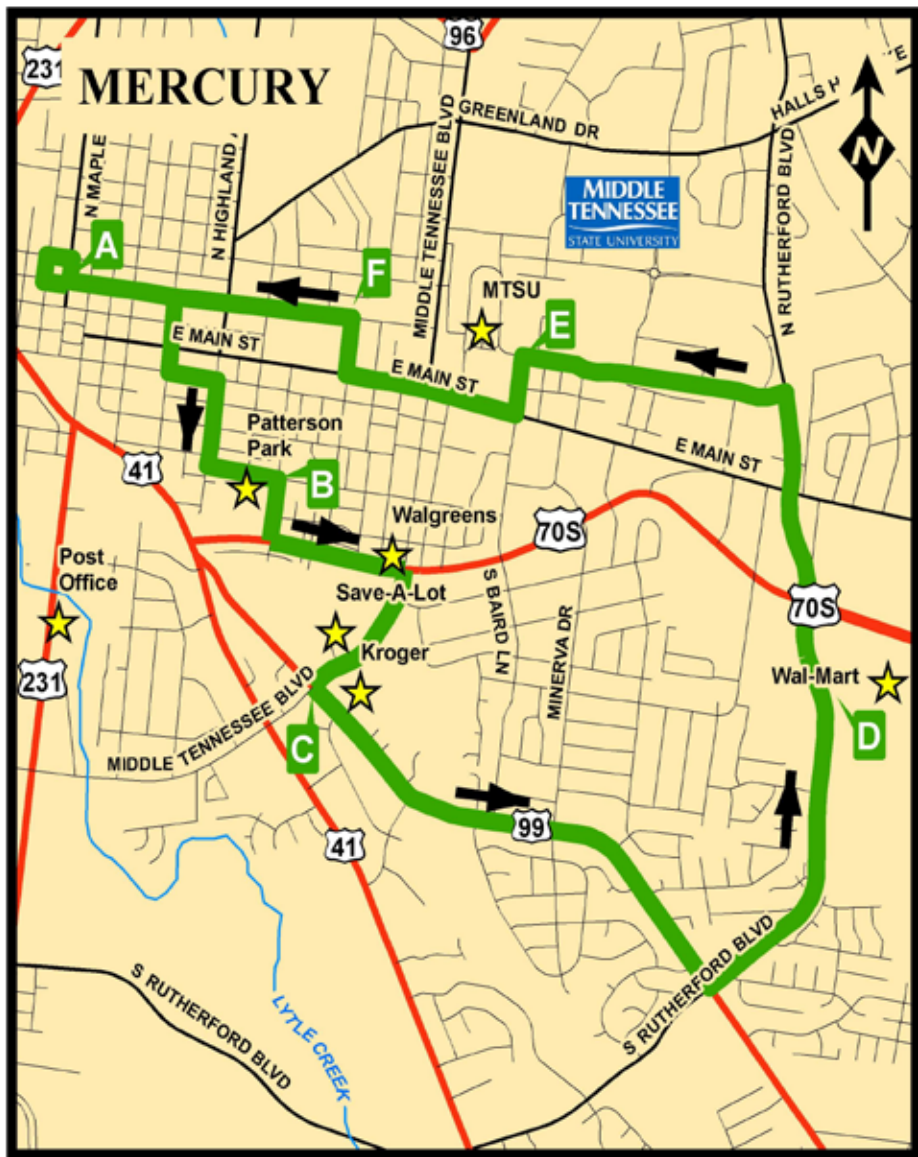 231
96
MERCURY
GREENLAND DR
HALLS H
E
N MAPLE
N HIGHLAND
MIDDLE TENNESSEE BLVD
N RUTHERFORD BLVD
N
MIDDLE
TENNESSEE
STATE UNIVERSITY
A
F
MTSU
E
E MAIN ST
E MAIN ST
E MAIN ST
Patterson
Park
41
B
Walgreens
70S
Post
Office
Save-A-Lot
S BAIRD LN
MINERVA DR
70S
Kroger
Wal-Mart
231
MIDDLE TENNESSEE BLVD
C
D
99
41
S RUTHERFORD BLVD
S RUTHERFORD BLVD
LYTLE CREEK